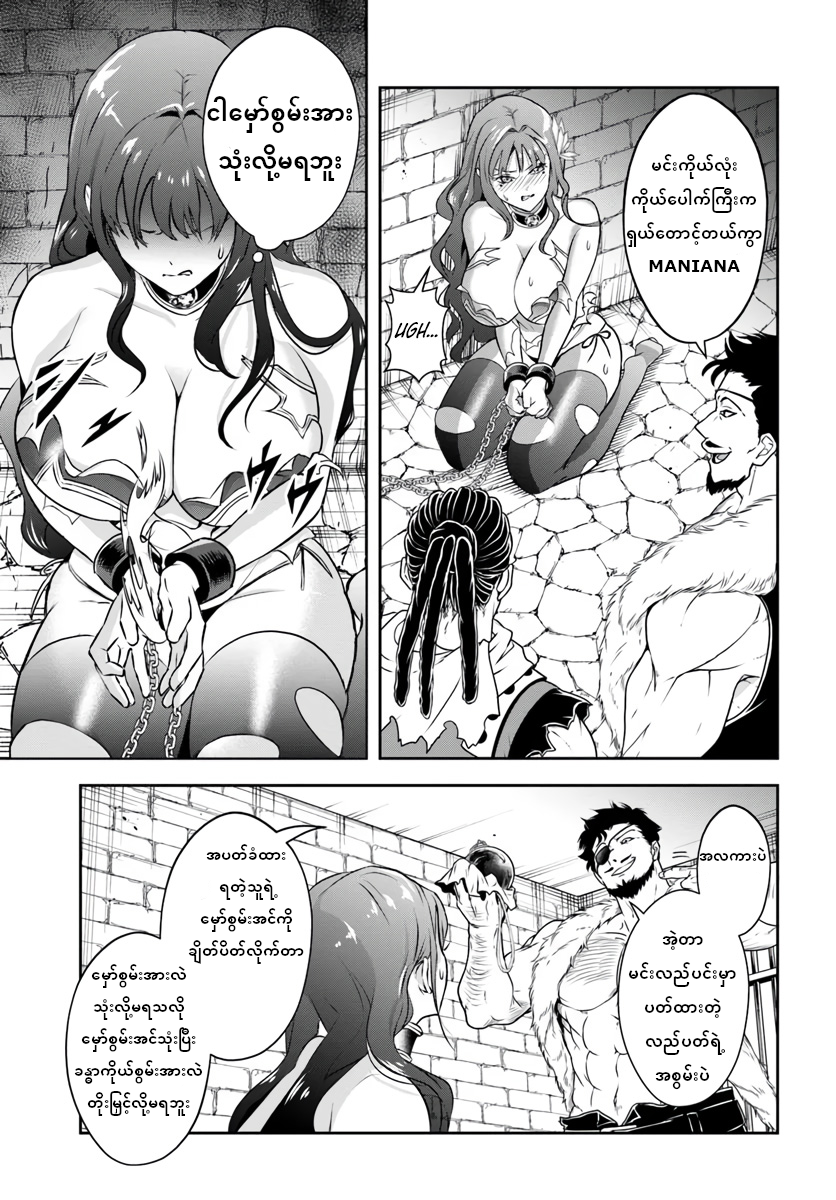 မင်းကိုယ်လုံး
ကိုယ်ပေါက်ကြီးက
ရှယ်တောင့်တယ်ကွာ
MANIANA
UGH...
ငါမှော်စွမ်းအား
သုံးလို့မရဘူး
ヴ
ヴ
အလကားပဲ
အဲ့တာ
မင်းလည်ပင်းမှာ
ပတ်ထားတဲ့
လည်ပတ်ရဲ့
အစွမ်းပဲ
အပတ်ခံထား
ရတဲ့သူရဲ့
မှော်စွမ်းအင်ကို
ချိတ်ပိတ်လိုက်တာ
မှော်စွမ်းအားလဲ
သုံးလို့မရသလို
မှော်စွမ်းအင်သုံးပြီး
ခန္ဓာကိုယ်စွမ်းအားလဲ
တိုးမြှင့်လို့မရဘူး